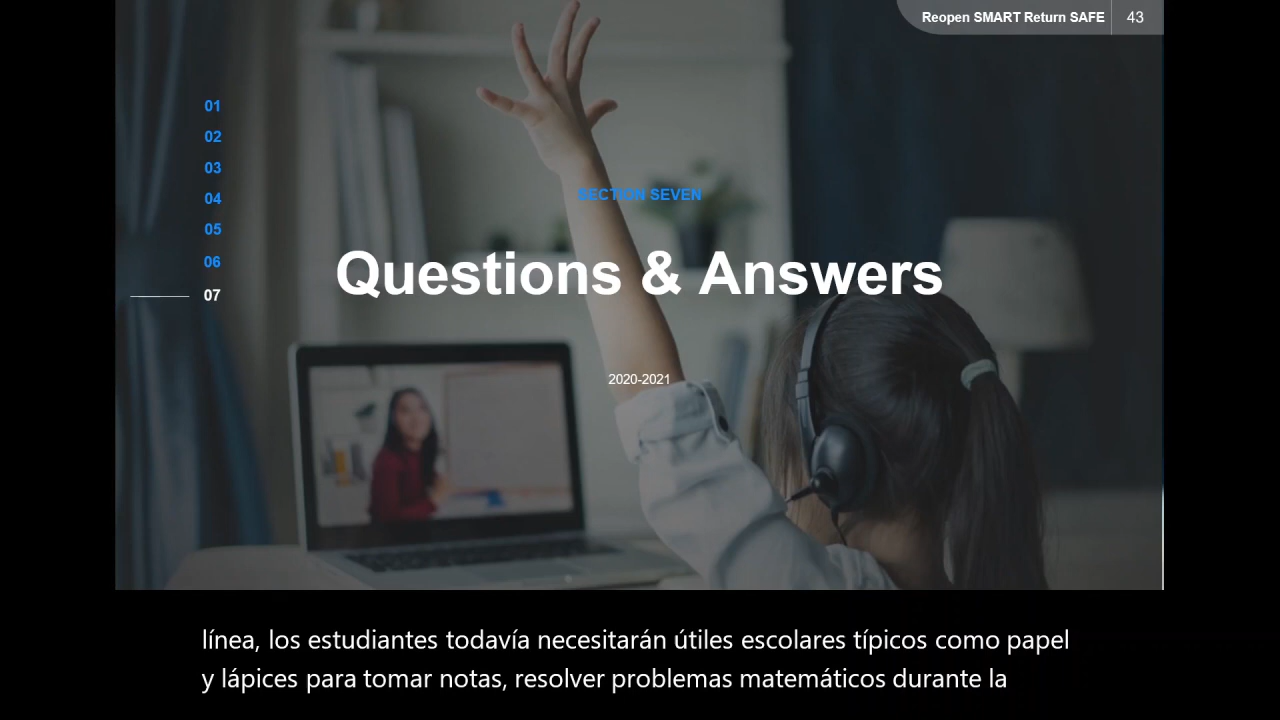 Reopen SMART Return SAFE 43
01
02
03
04
05
06
07
SECTION SEVEN
Questions & Answers
2020-2021
línea, los estudiantes todavía necesitarán útiles escolares típicos como papel
y lápices para tomar notas, resolver problemas matemáticos durante la